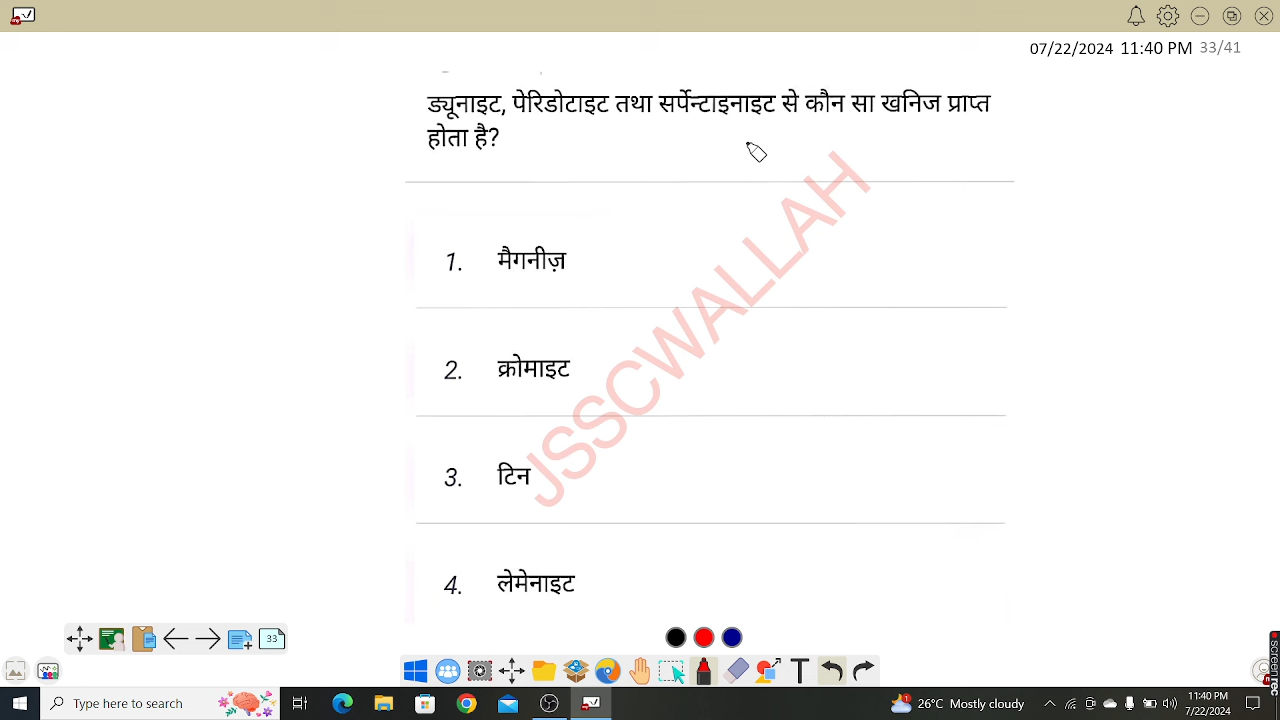 07/22/2024 11:40 PM 33/41
ड्यूनाइट, पेरिडोटाइट तथा सर्पेन्टाइनाइट से कौन सा खनिज प्राप्त
होता है?
1. मैगनीज़
2. क्रोमाइट
3. टिन
4. लेमेनाइट
JSSCWALLAH
33
Type here to search
26°C Mostly cloudy
11:40 PM
7/22/2024